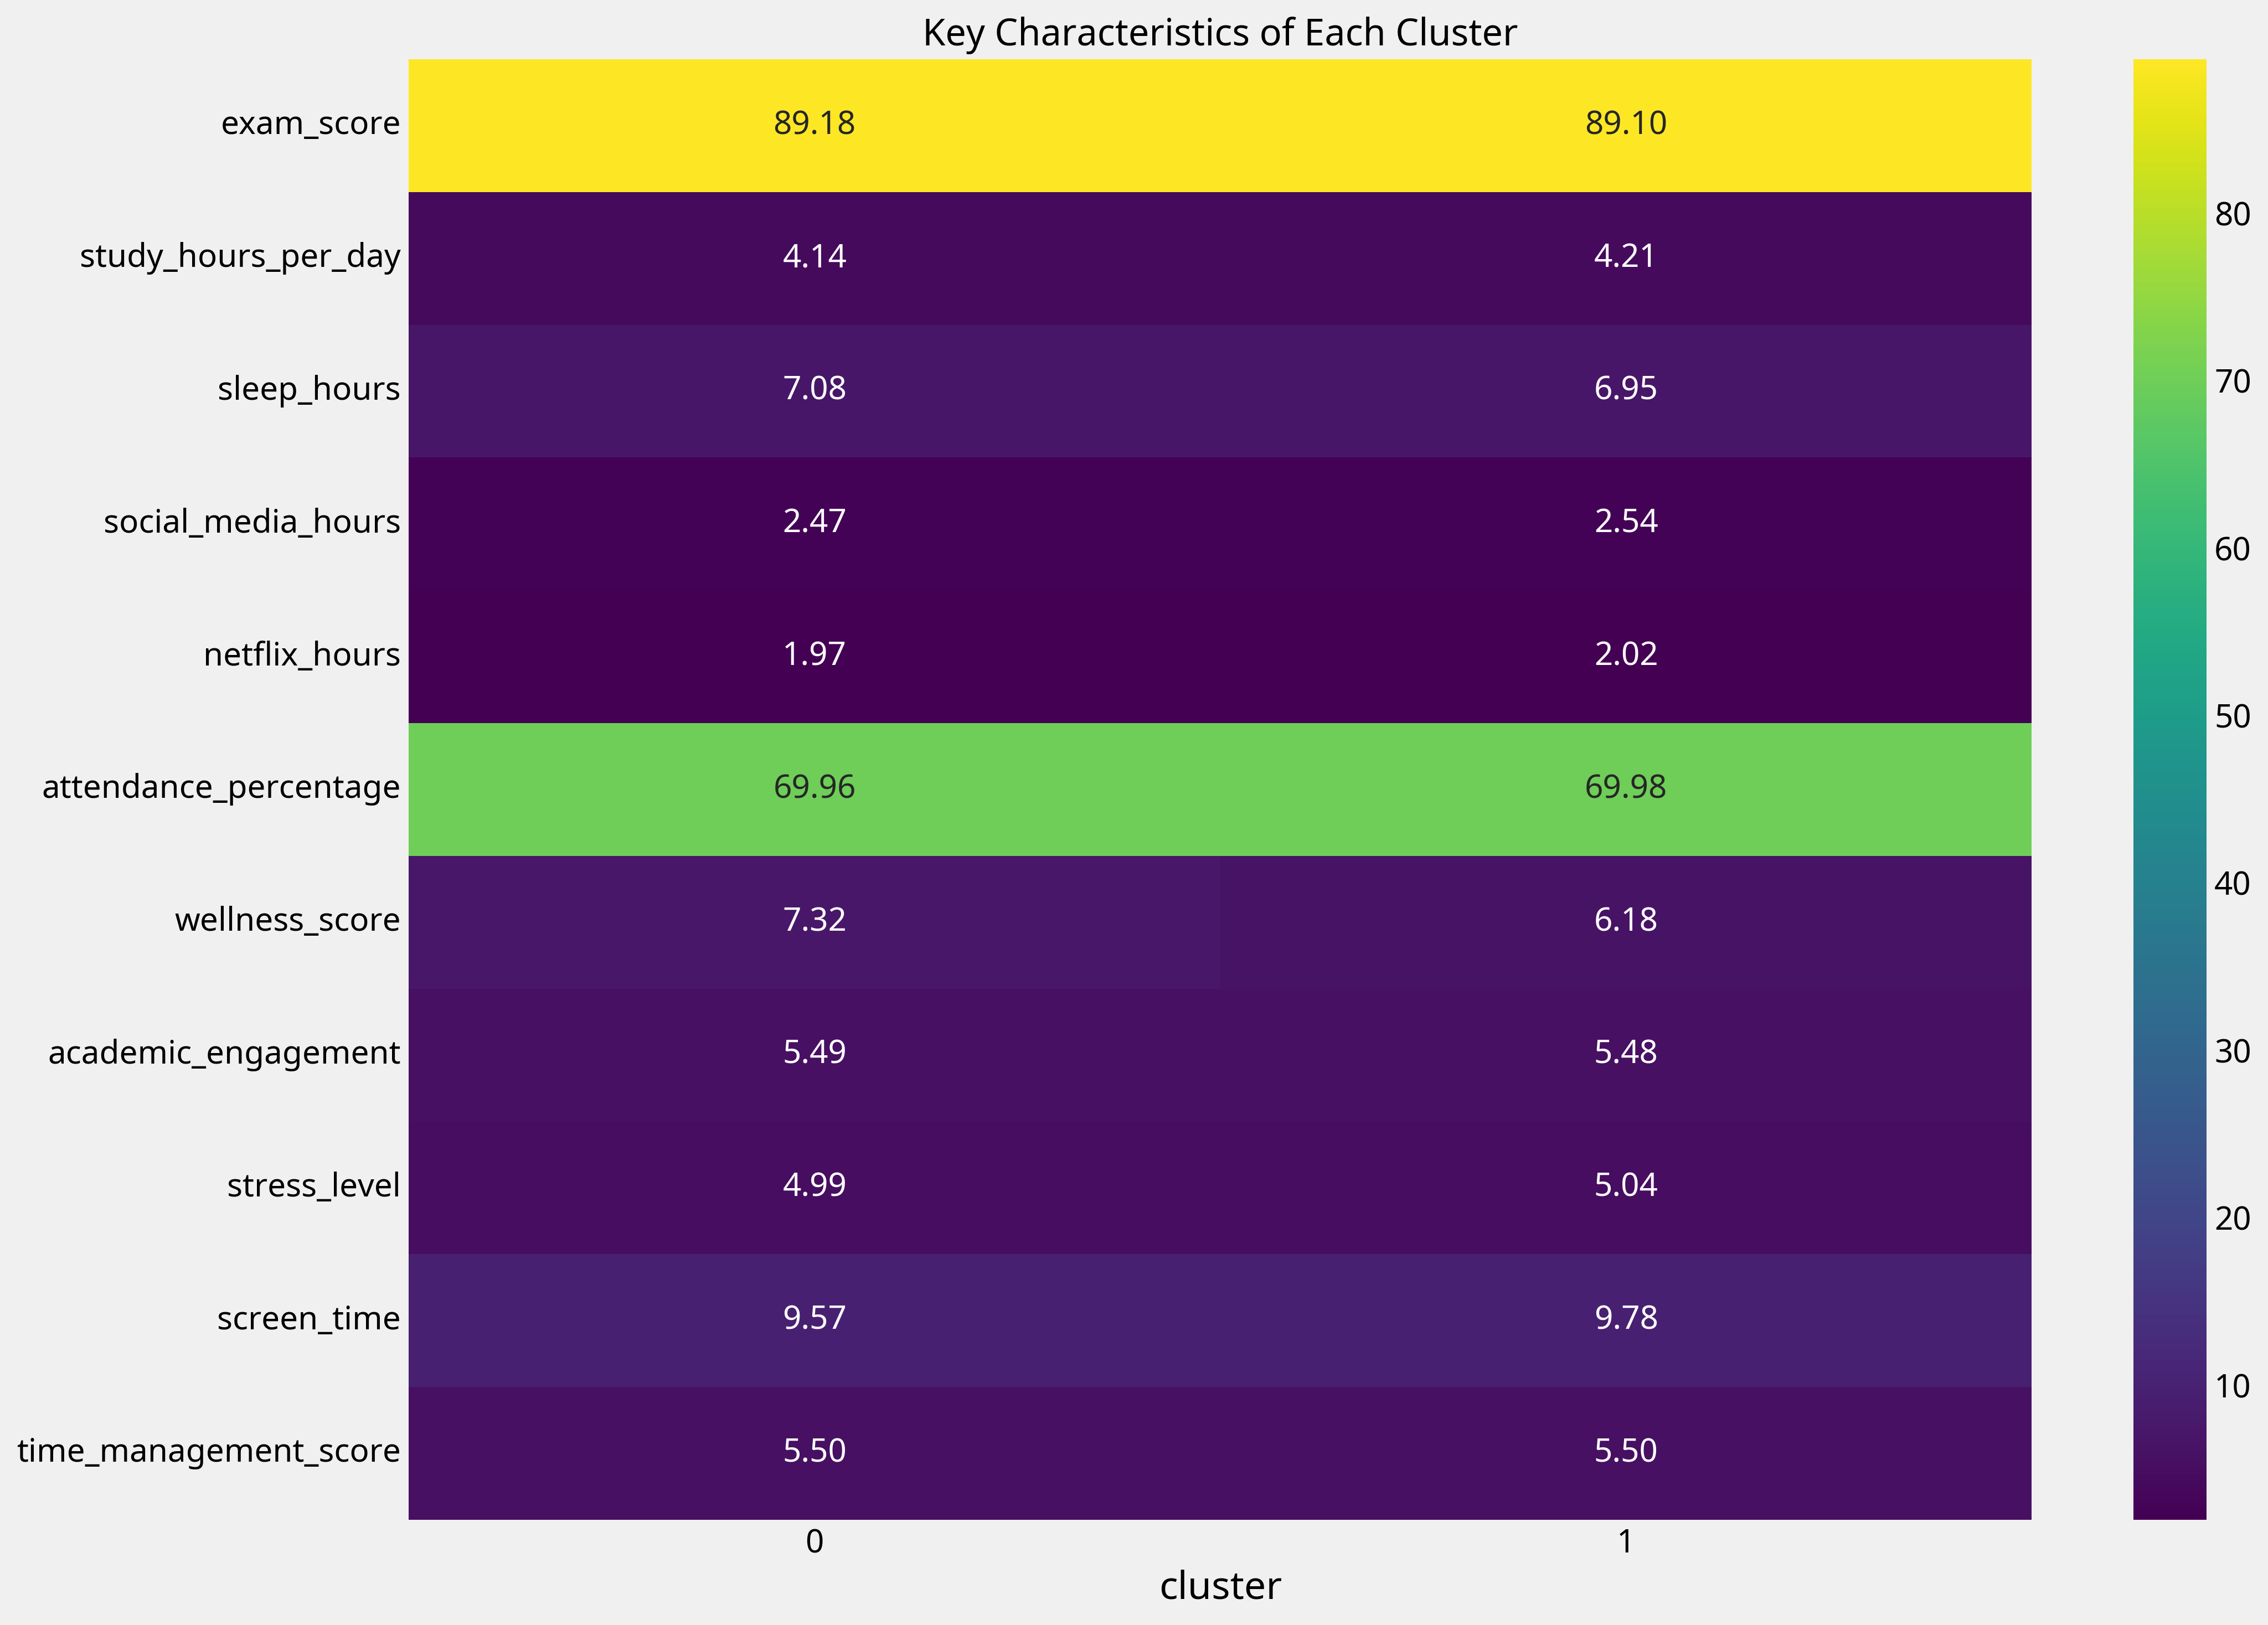 Key Characteristics of Each Cluster
exam_score 89.18 89.10
study_hours_per_day 4.14 4.21
sleep_hours 7.08 6.95
social_media_hours 2.47 2.54
netflix_hours 1.97 2.02
attendance_percentage 69.96 69.98
wellness_score 7.32 6.18
academic_engagement 5.49 5.48
stress_level 4.99 5.04
screen_time 9.57 9.78
time_management_score 5.50 5.50
0 1
cluster
80
70
60
50
40
30
20
10